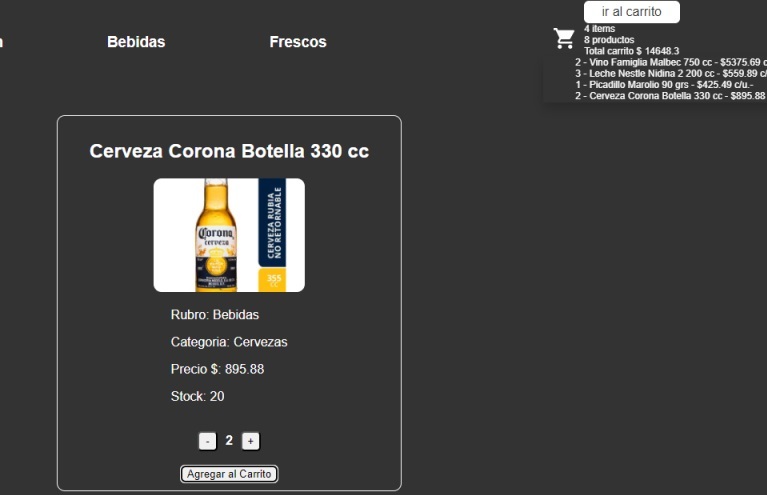 ir al carrito
4 items
8 productos
Total carrito $ 14648.3
2 - Vino Famiglia Malbec 750 cc - $5375.69 c
3 - Leche Nestle Nidina 2 200 cc - $559.89 c/
1 - Picadillo Marolio 90 grs - $425.49 c/u.-
2 - Cerveza Corona Botella 330 cc - $895.88
Bebidas Frescos
Cerveza Corona Botella 330 cc
Corona
cerveza
CERVEZA RUBIA
NO RETORNABLE
355
CC
Rubro: Bebidas
Categoria: Cervezas
Precio $: 895.88
Stock: 20
- 2 +
Agregar al Carrito